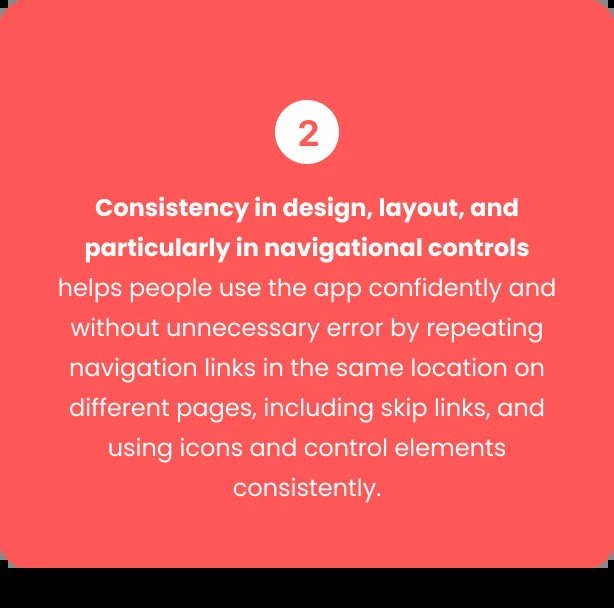 2
Consistency in design, layout, and
particularly in navigational controls
helps people use the app confidently and
without unnecessary error by repeating
navigation links in the same location on
different pages, including skip links, and
using icons and control elements
consistently.